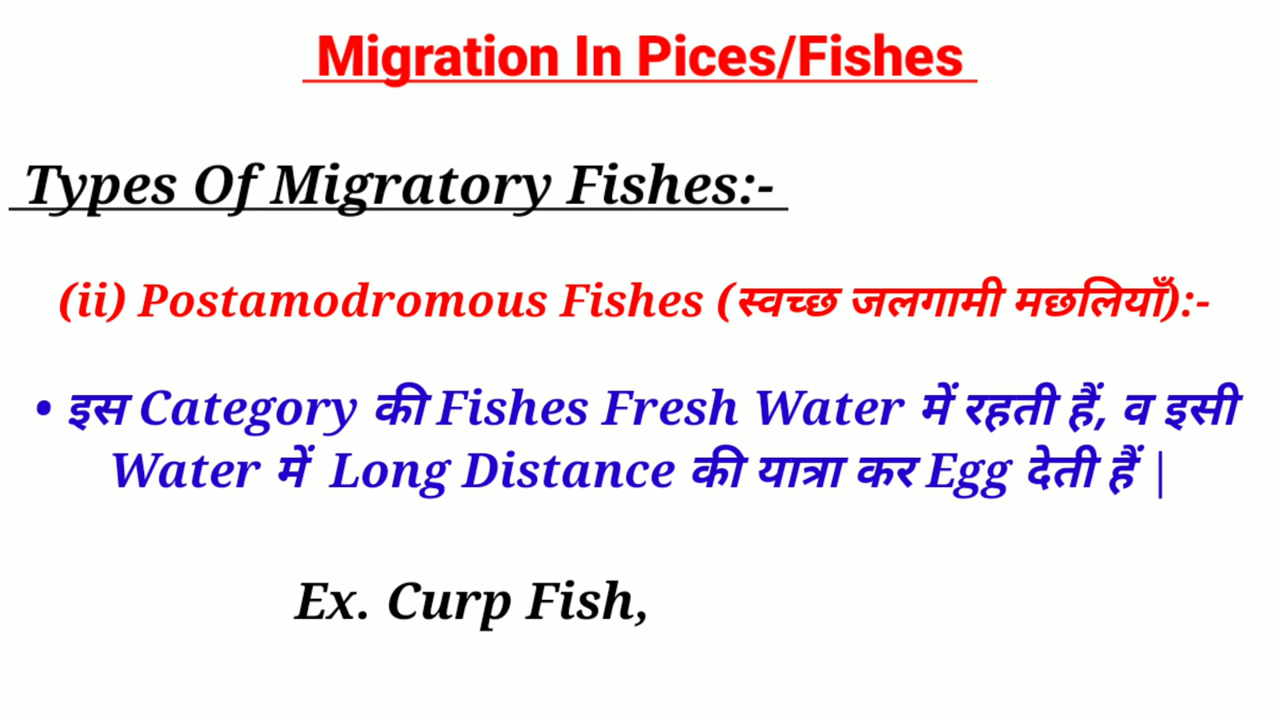 Migration In Pices/Fishes
Types Of Migratory Fishes:-
(ii) Postamodromous Fishes (स्वच्छ जलगामी मछलियाँ):-
• इस Category की Fishes Fresh Water में रहती हैं, व इसी
Water में Long Distance की यात्रा कर Egg देती हैं |
Ex. Curp Fish,